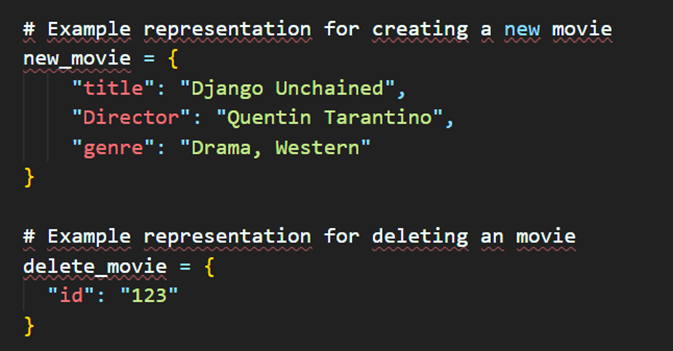 # Example representation for creating a new movie
new_movie = {
"title": "Django Unchained",
"Director": "Quentin Tarantino",
"genre": "Drama, Western"
}
# Example representation for deleting an movie
delete_movie = {
"id": "123"
}